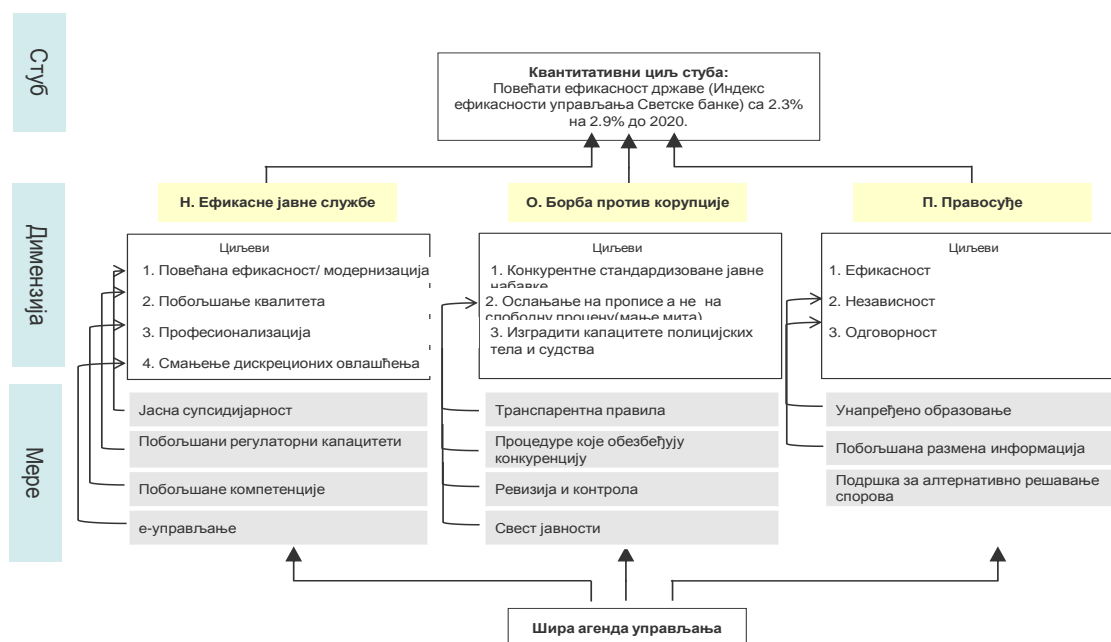 Стуб
Квантитативни циљ стуба:
Повећати ефикасност државе (Индекс
ефикасности управљања Светске банке) са 2.3%
на 2.9% до 2020.
Димензија
Н. Ефикасне јавне службе
Циљеви
1. Повећана ефикасност/ модернизација
2. Побољшање квалитета
3. Професионализација
4. Смањење дискреционих овлашћења
О. Борба против корупције
Циљеви
1. Конкурентне стандардизоване јавне
набавке
2. Ослањање на прописе а не на
слободну процену(мање мита)
3. Изградити капацитете полицијских
тела и судства
П. Правосуђе
Циљеви
1. Ефикасност
2. Независност
3. Одговорност
Мере
Јасна супсидијарност
Побољшани регулаторни капацитети
Побољшане компетенције
е-управљање
Транспарентна правила
Процедуре које обезбеђују
конкуренцију
Ревизија и контрола
Свест јавности
Унапређено образовање
Побољшана размена информација
Подршка за алтернативно решавање
спорова
Шира агенда управљања